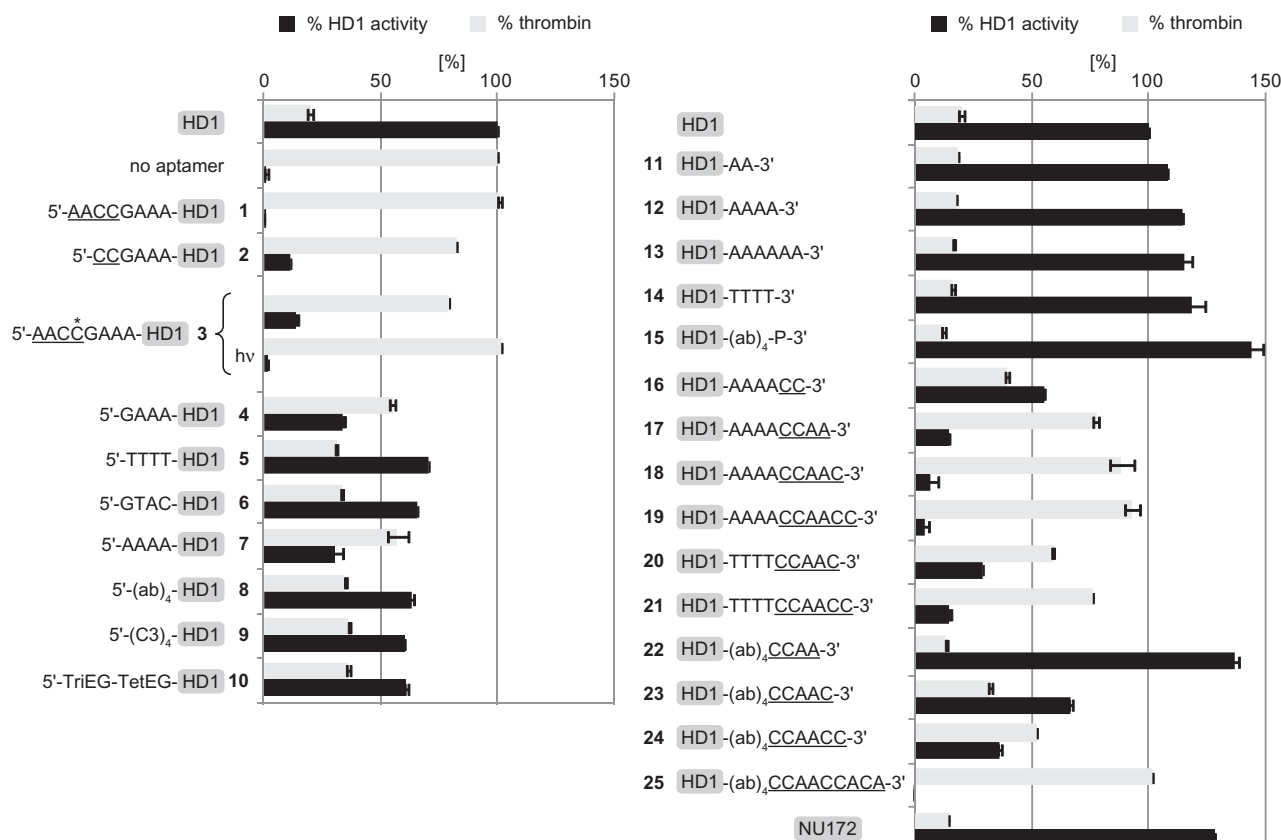 % HD1 activity % thrombin
[%]
0 50 100 150
HD1
no aptamer
5'-AACCGAAA-HD1 1
5'-CCGAAA-HD1 2
*
5'-AACCGAAA-HD1 3
hν
5'-GAAA-HD1 4
5'-TTTT-HD1 5
5'-GTAC-HD1 6
5'-AAAA-HD1 7
5'-(ab)4-HD1 8
5'-(C3)4-HD1 9
5'-TriEG-TetEG-HD1 10
% HD1 activity % thrombin
[%]
0 50 100 150
HD1
11 HD1-AA-3'
12 HD1-AAAA-3'
13 HD1-AAAAAA-3'
14 HD1-TTTT-3'
15 HD1-(ab)4-P-3'
16 HD1-AAAACC-3'
17 HD1-AAAACCAA-3'
18 HD1-AAAACCAAC-3'
19 HD1-AAAACCAACC-3'
20 HD1-TTTTCCAAC-3'
21 HD1-TTTTCCAACC-3'
22 HD1-(ab)4CCAA-3'
23 HD1-(ab)4CCAAC-3'
24 HD1-(ab)4CCAACC-3'
25 HD1-(ab)4CCAACCACA-3'
NU172